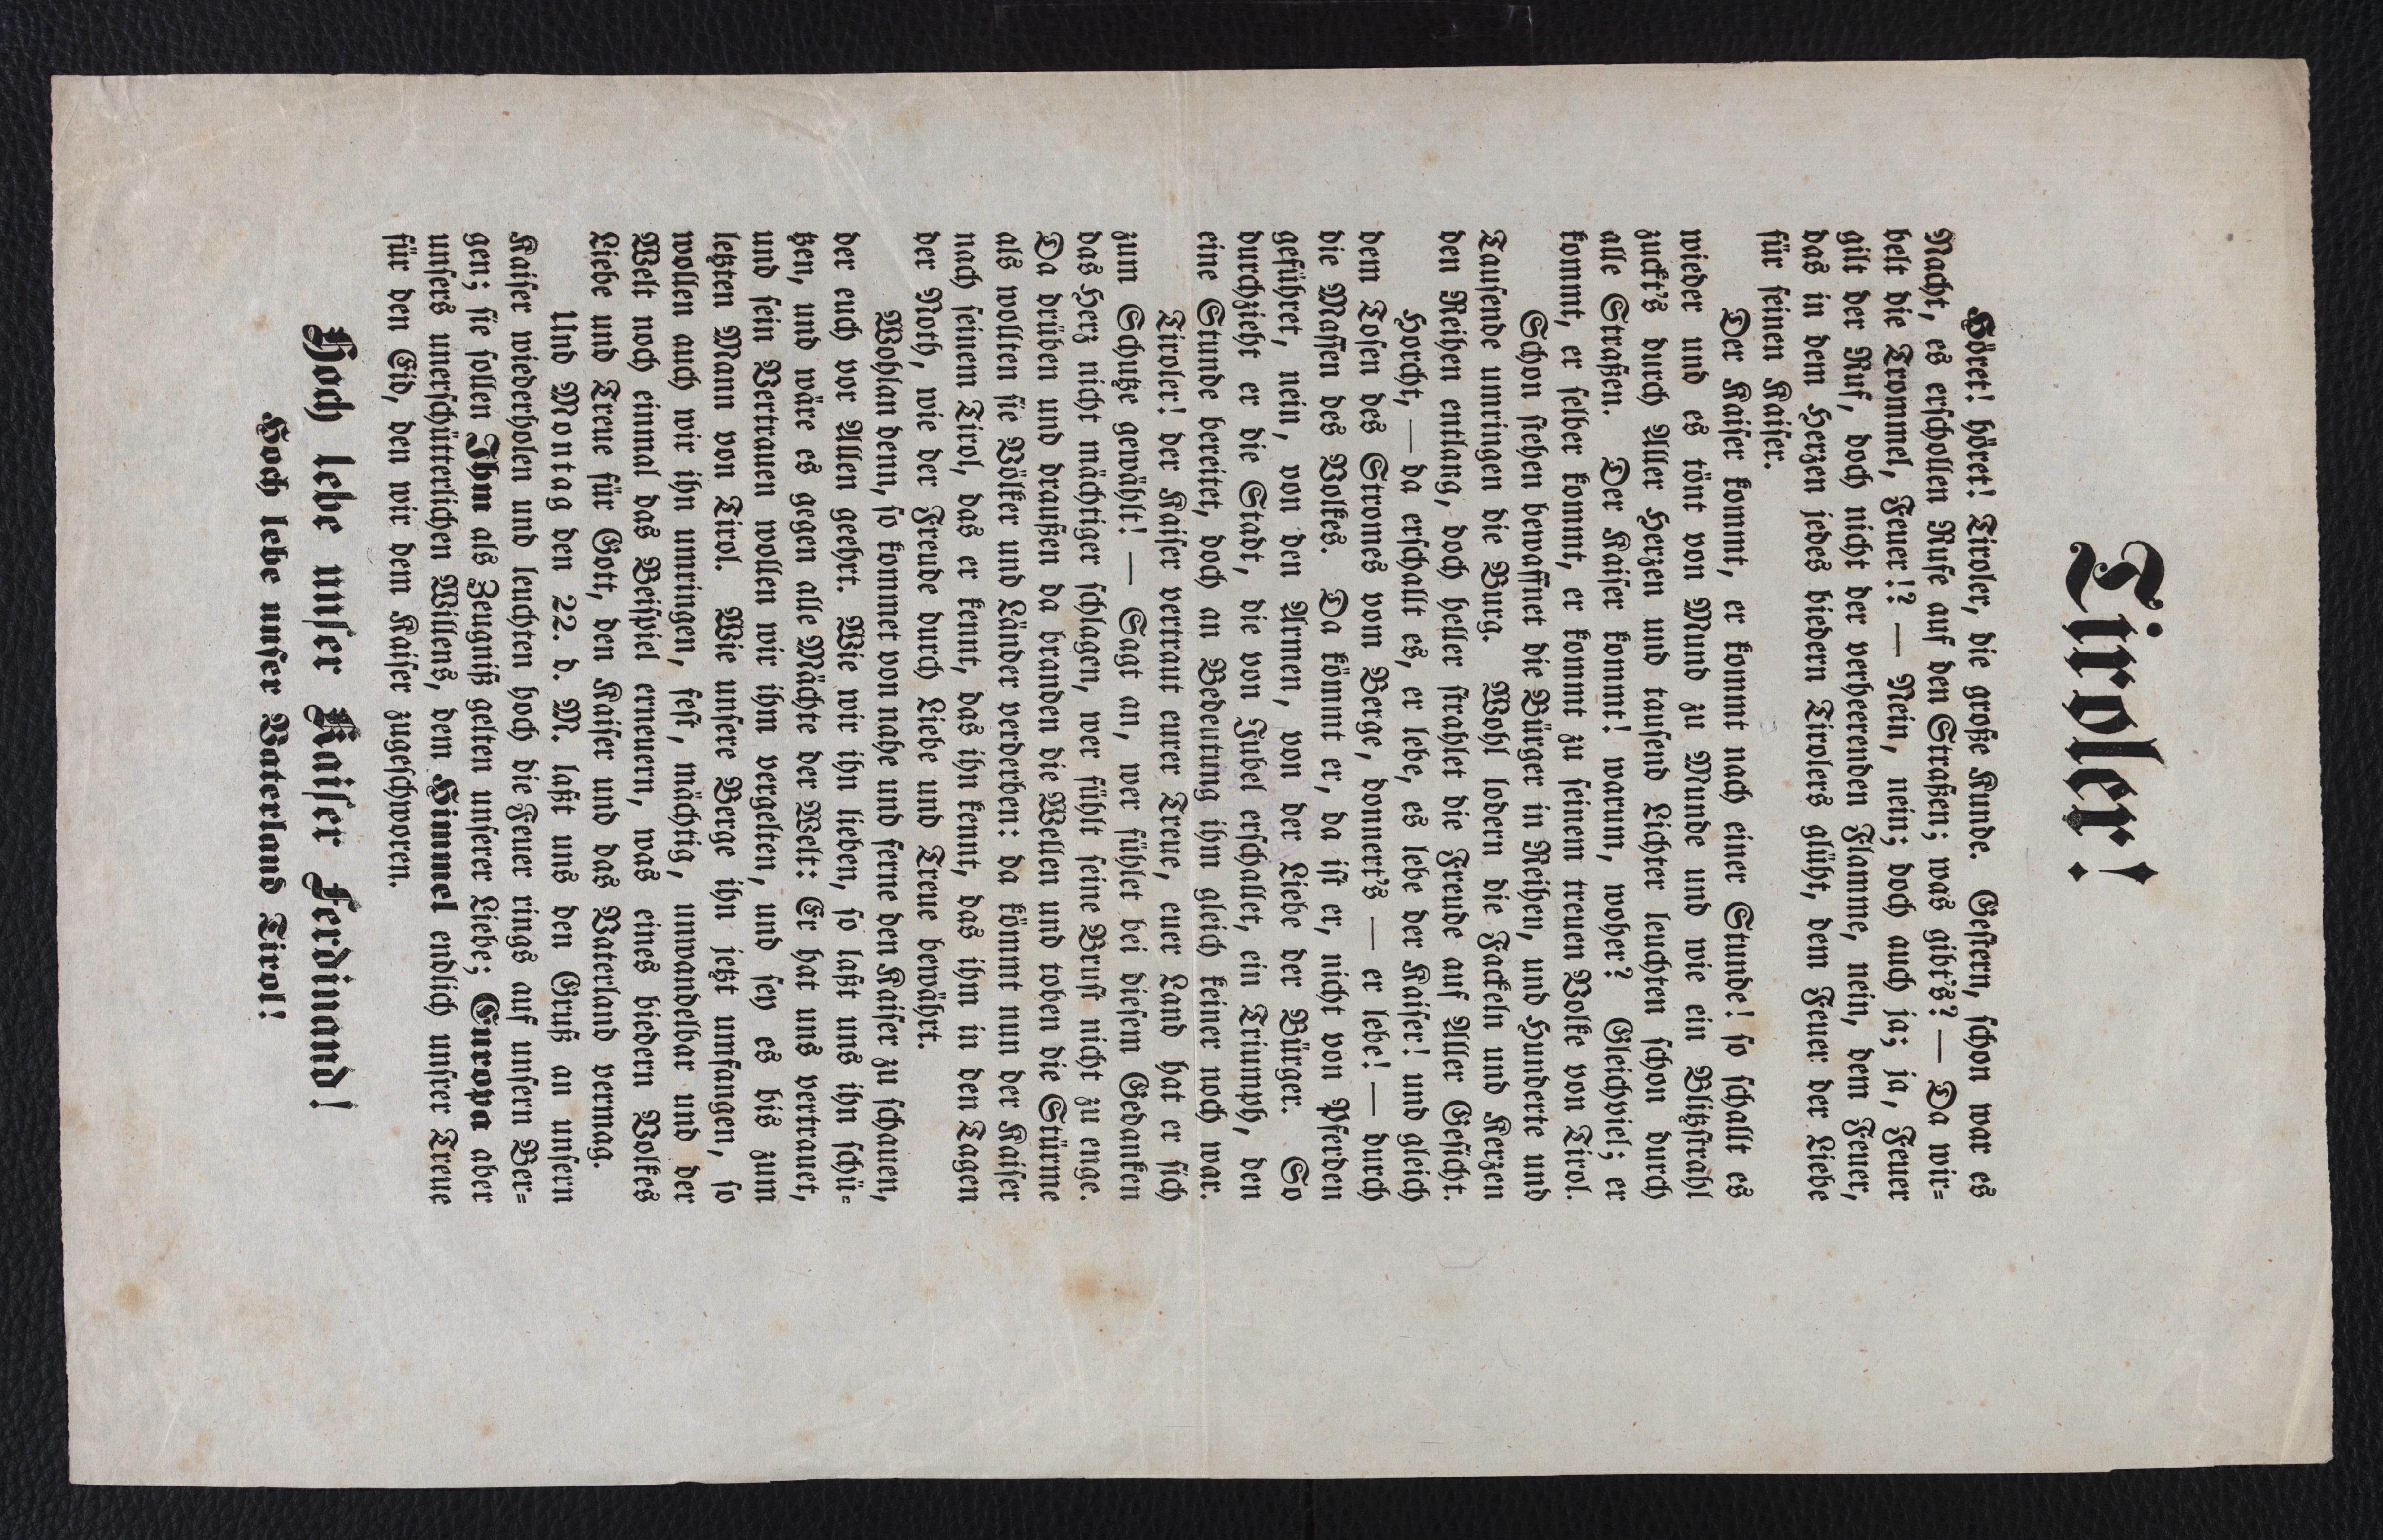 Tiroler!
Höret! höret! Tiroler, die große Kunde. Gestern, schon war es
Nacht, es erschollen Rufe auf den Straßen; was gibt's? — Da wir=
belt die Trommel, Feuer!? — Nein, nein; doch auch ja; ja, Feuer
gilt der Ruf, doch nicht der verheerenden Flamme, nein, dem Feuer,
das in dem Herzen jedes biedern Tirolers glüht, dem Feuer der Liebe
für seinen Kaiser.
Der Kaiser kommt, er kommt nach einer Stunde! so schallt es
wieder und es tönt von Mund zu Munde und wie ein Blitzstrahl
zuckt's durch Aller Herzen und tausend Lichter leuchten schon durch
alle Straßen. Der Kaiser kommt! warum, woher? Gleichviel; er
kommt, er selber kommt, er kommt zu seinem treuen Volke von Tirol.
Schon stehen bewaffnet die Bürger in Reihen, und Hunderte und
Tausende umringen die Burg. Wohl lodern die Fackeln und Kerzen
den Reihen entlang, doch heller strahlet die Freude auf Aller Gesicht.
Horcht, — da erschallt es, er lebe, es lebe der Kaiser! und gleich
dem Tosen des Stromes vom Berge, donnert's — er lebe! — durch
die Massen des Volkes. Da kömmt er, da ist er, nicht von Pferden
geführet, nein, von den Armen, von der Liebe der Bürger. So
durchzieht er die Stadt, die von Jubel erschallet, ein Triumph, den
eine Stunde bereitet, doch an Bedeutung ihm gleich keiner noch war.
Tiroler! der Kaiser vertraut eurer Treue, euer Land hat er sich
zum Schutze gewählt! — Sagt an, wer fühlet bei diesem Gedanken
das Herz nicht mächtiger schlagen, wer fühlt seine Brust nicht zu enge.
Da drüben und draußen da branden die Wellen und toben die Stürme
als wollten sie Völker und Länder verderben: da kömmt nun der Kaiser
nach seinem Tirol, das er kennt, das ihn kennt, das ihm in den Tagen
der Noth, wie der Freude durch Liebe und Treue bewährt.
Wohlan denn, so kommet von nahe und ferne den Kaiser zu schauen,
der euch vor Allen geehrt. Wie wir ihn lieben, so laßt uns ihn schü=
tzen, und wäre es gegen alle Mächte der Welt: Er hat uns vertrauet,
und sein Vertrauen wollen wir ihm vergelten, und sey es bis zum
letzten Mann von Tirol. Wie unsere Berge ihn jetzt umfangen, so
wollen auch wir ihn umringen, fest, mächtig, unwandelbar und der
Welt noch einmal das Beispiel erneuern, was eines biedern Volkes
Liebe und Treue für Gott, den Kaiser und das Vaterland vermag.
Und Montag den 22. d. M. laßt uns den Gruß an unsern
Kaiser wiederholen und leuchten hoch die Feuer rings auf unsern Ber=
gen; sie sollen Ihm als Zeugniß gelten unserer Liebe; Europa aber
unsers unerschütterlichen Willens, dem Himmel endlich unsrer Treue
für den Eid, den wir dem Kaiser zugeschworen.
Hoch lebe unser Kaiser Ferdinand!
Hoch lebe unser Vaterland Tirol!